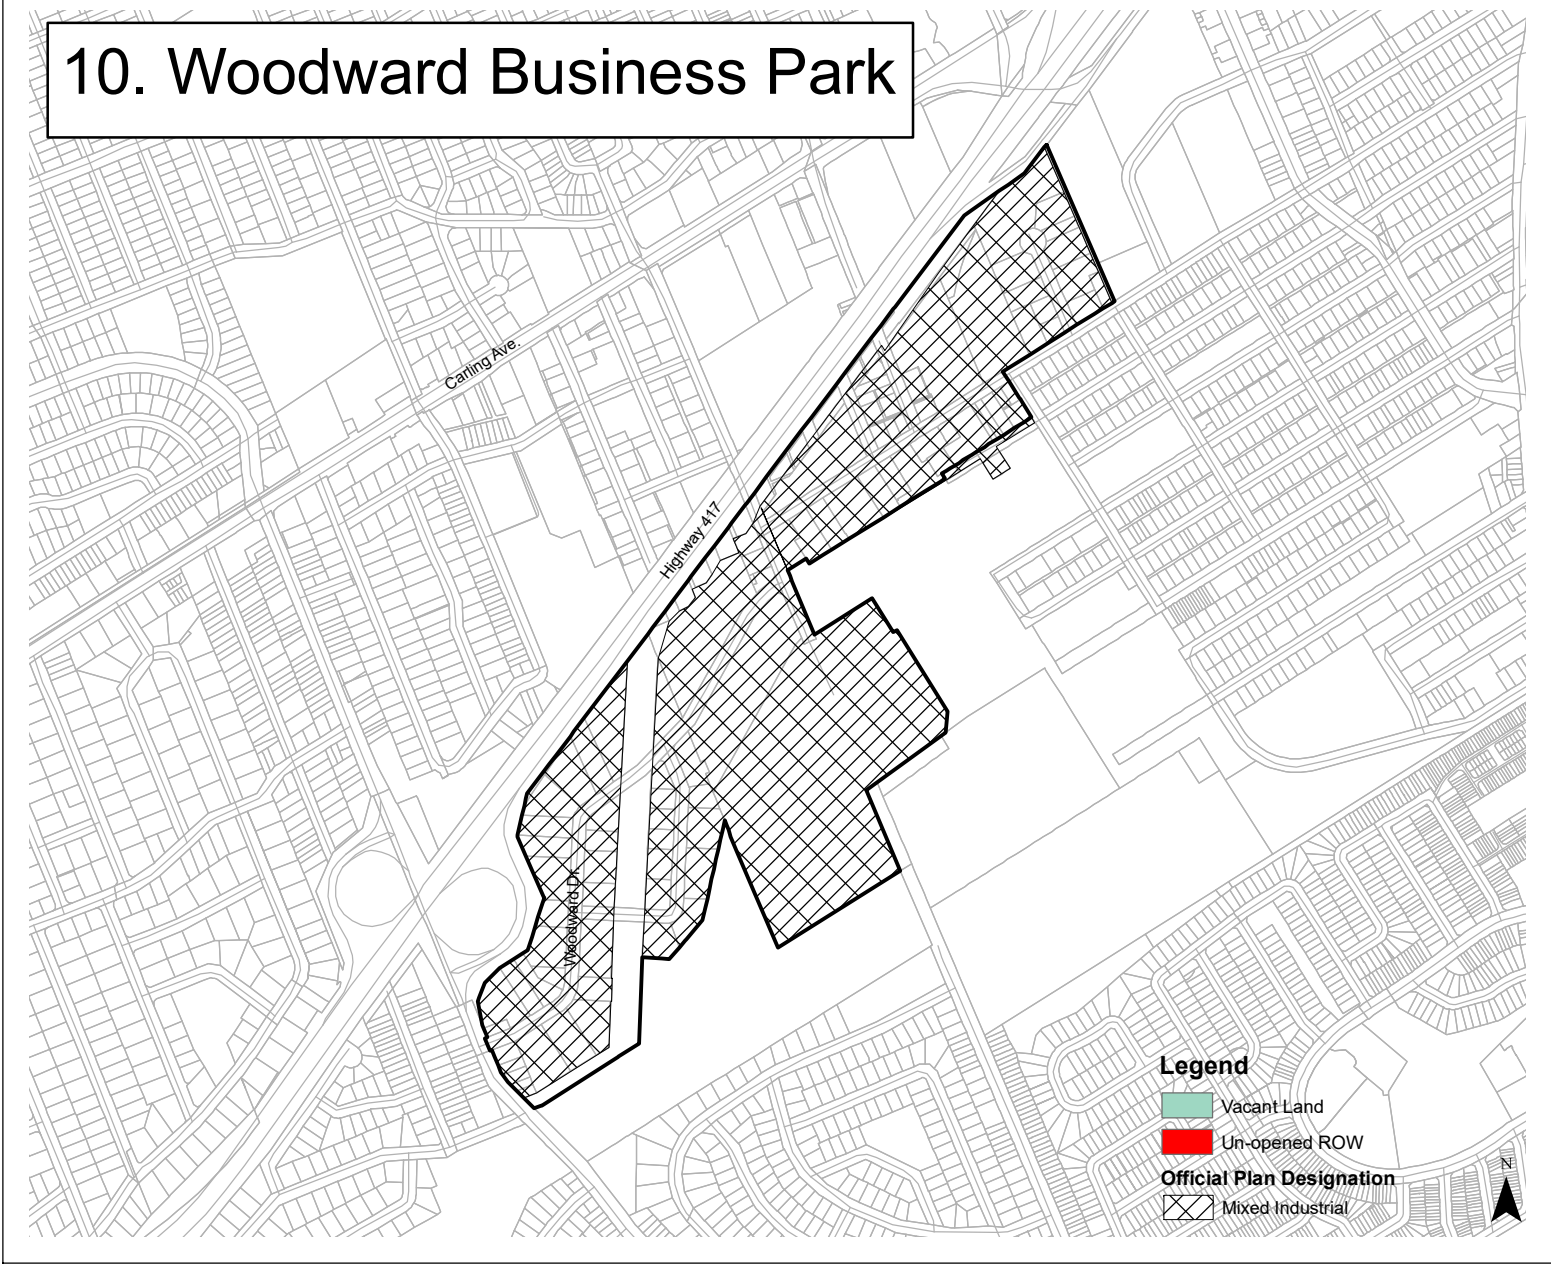 10. Woodward Business Park
Carling Ave.
Highway 417
Woodward Dr.
Legend
Vacant Land
Un-opened ROW
Official Plan Designation
Mixed Industrial
N